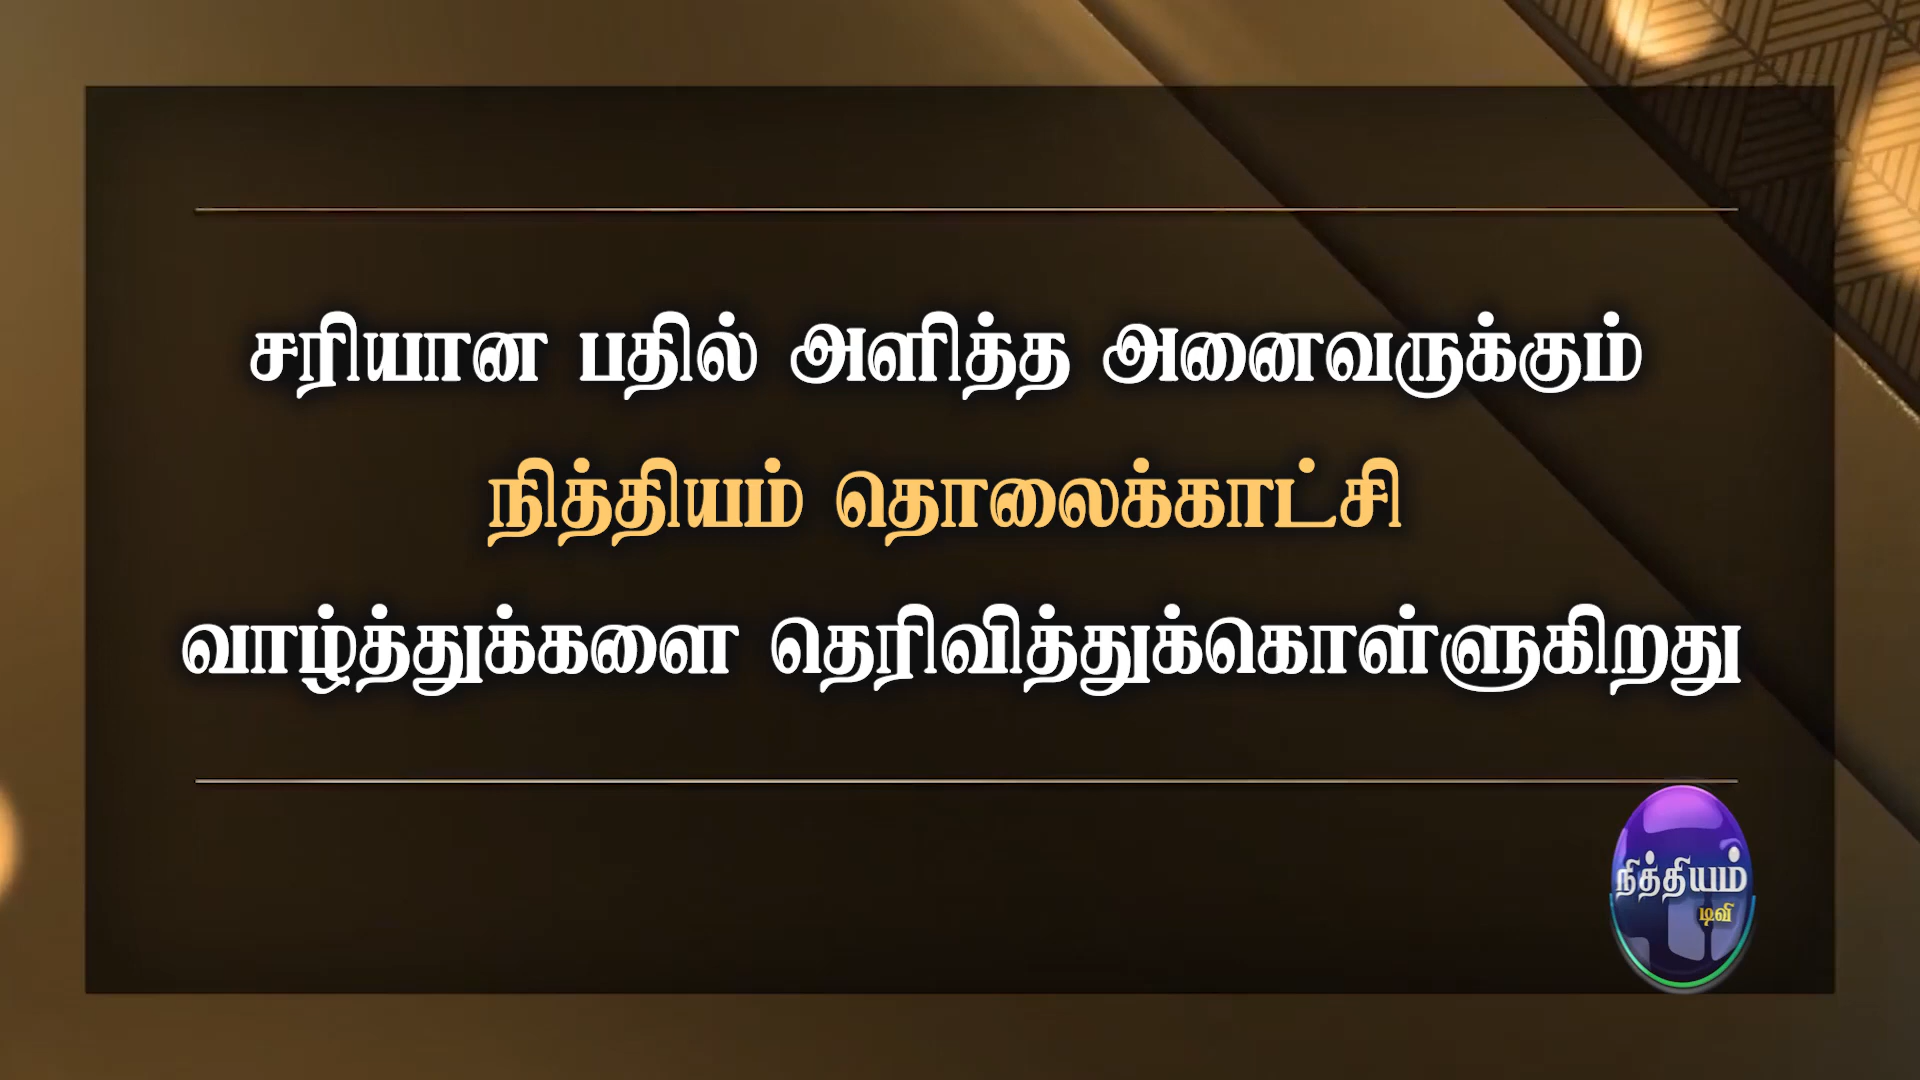 சரியான பதில் அளித்த அனைவருக்கும்
நித்தியம் தொலைக்காட்சி
வாழ்த்துக்களை தெரிவித்துக்கொள்ளுகிறது
நித்தியம்
டிவி